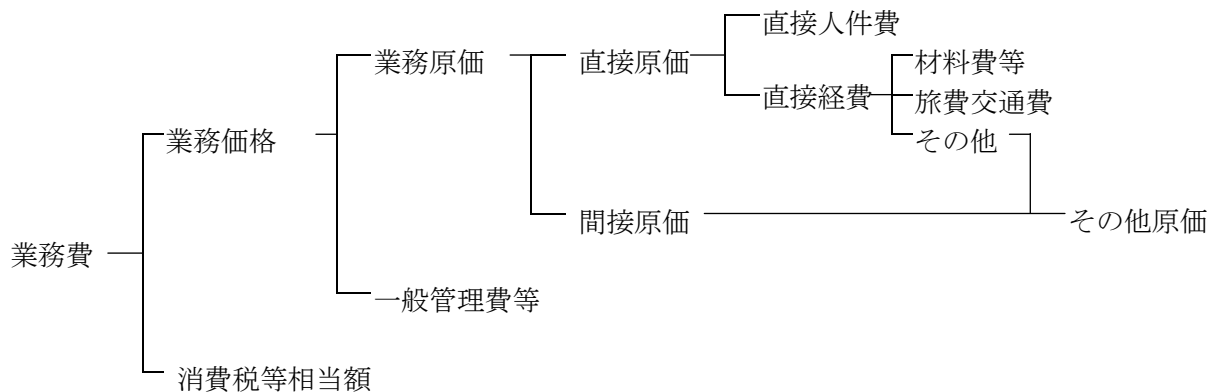 直接人件費
業務原価
直接原価
材料費等
直接経費
旅費交通費
業務価格
その他
間接原価
その他原価
業務費
一般管理費等
消費税等相当額